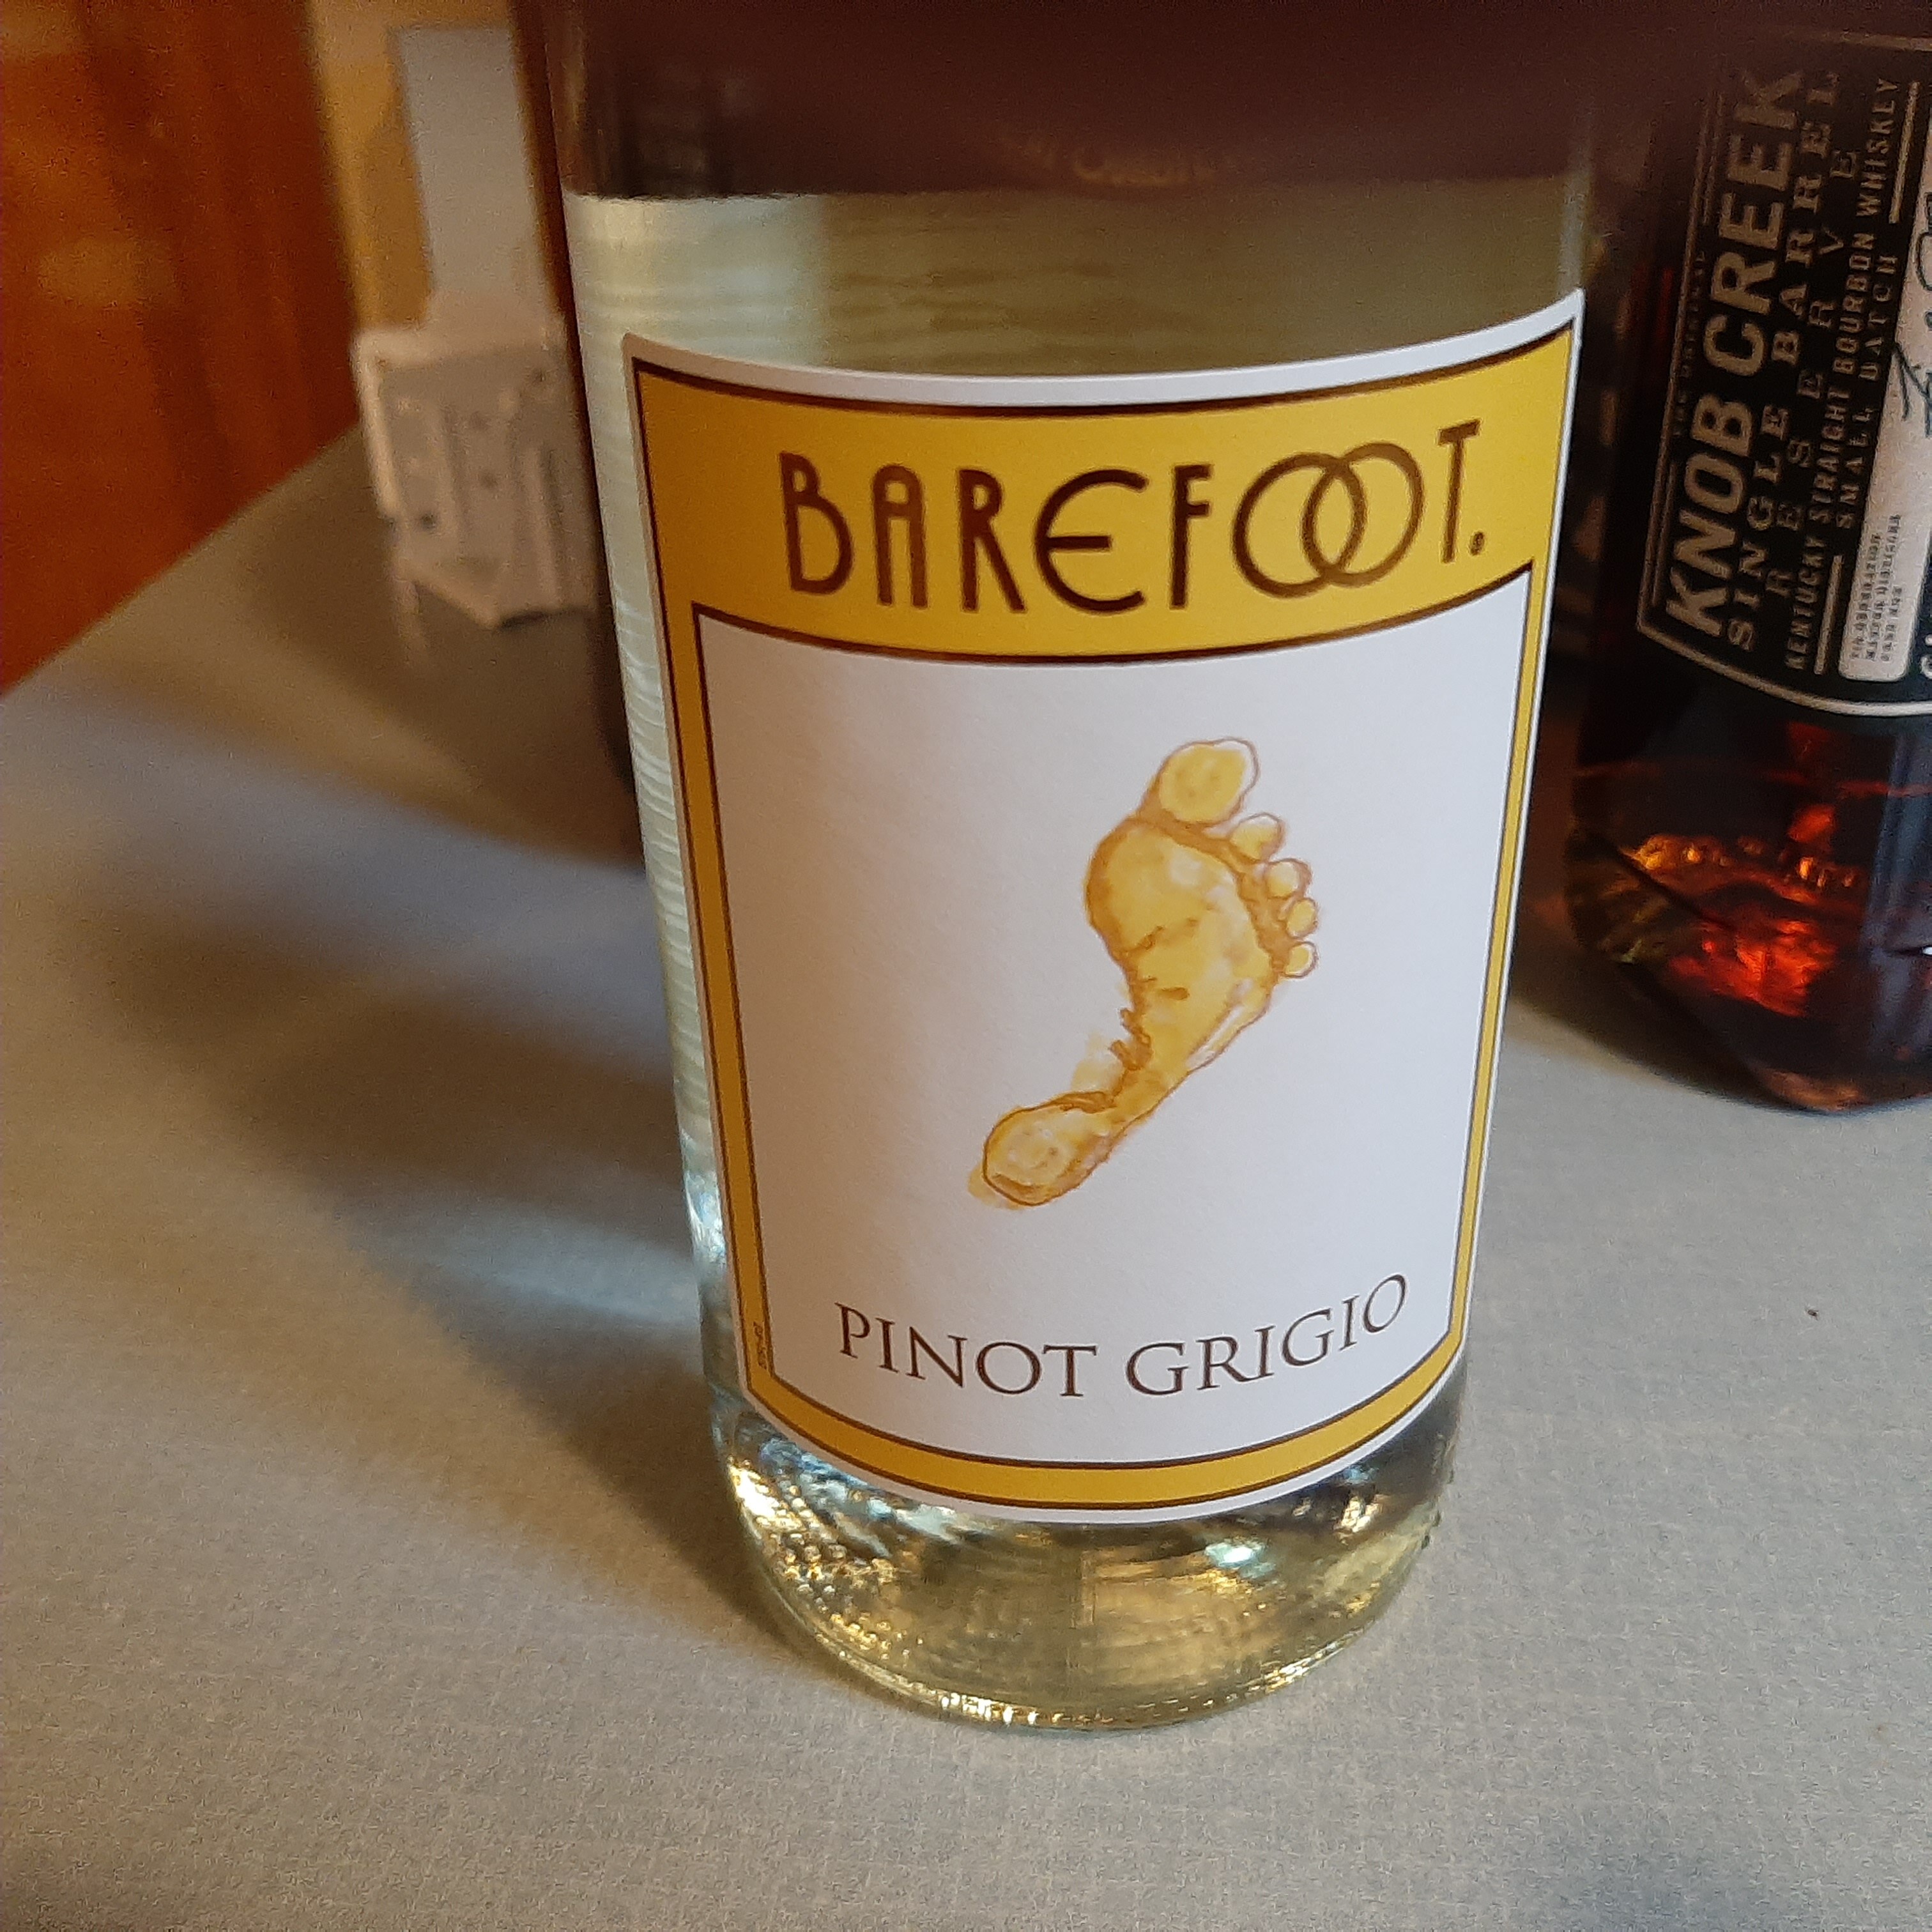 BAREFOOT.
PINOT GRIGIO
KNOB CREEK
SINGLE BARREL
RESERVE
KENTUCKY STRAIGHT BOURBON WHISKEY
SMALL BATCH